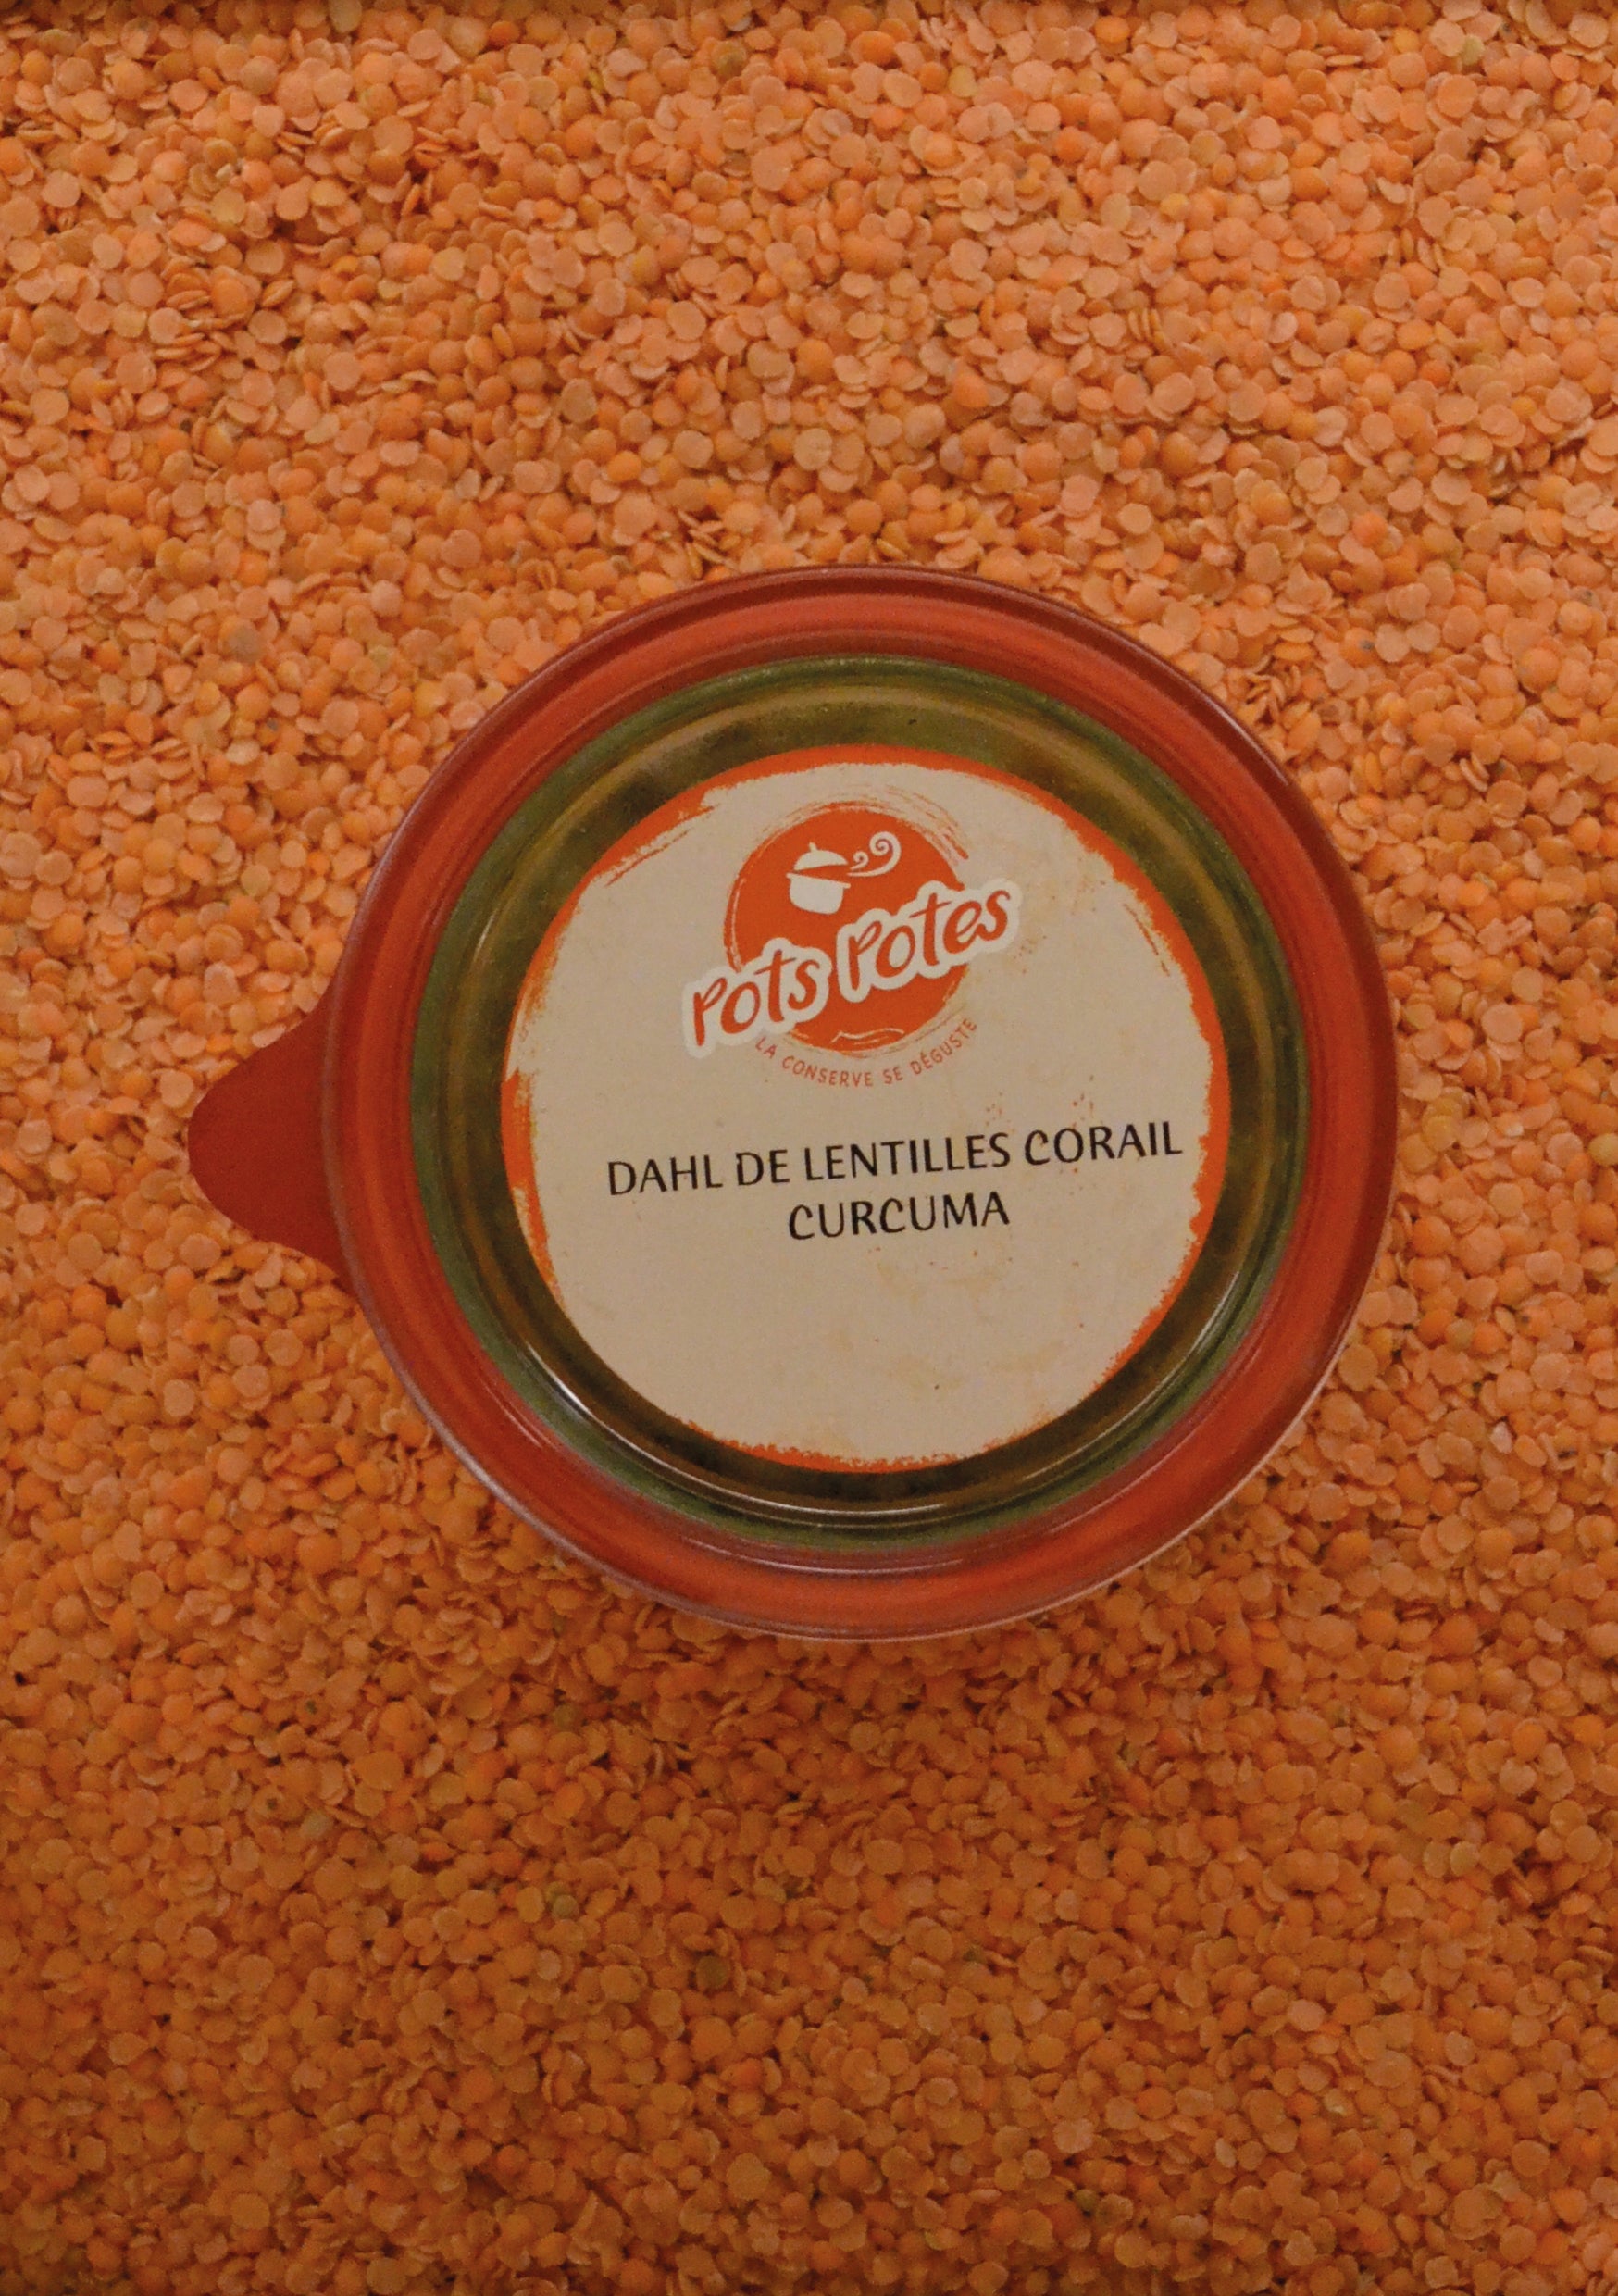 Pots Potes
LA CONSERVE SE DÉGUSTE
DAHL DE LENTILLES CORAIL
CURCUMA